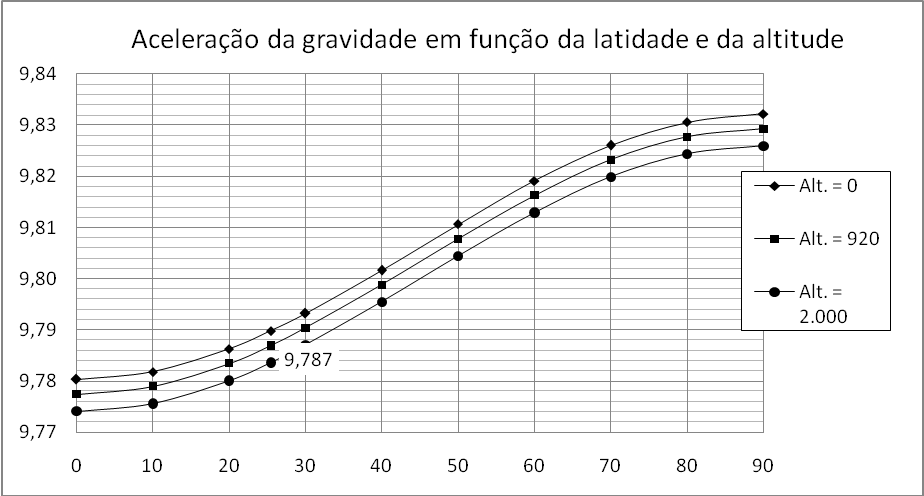 Aceleração da gravidade em função da latidade e da altitude
9,84
9,83
9,82
9,81
9,80
9,79
9,78
9,77
9,787
0 10 20 30 40 50 60 70 80 90
Alt. = 0
Alt. = 920
Alt. =
2.000